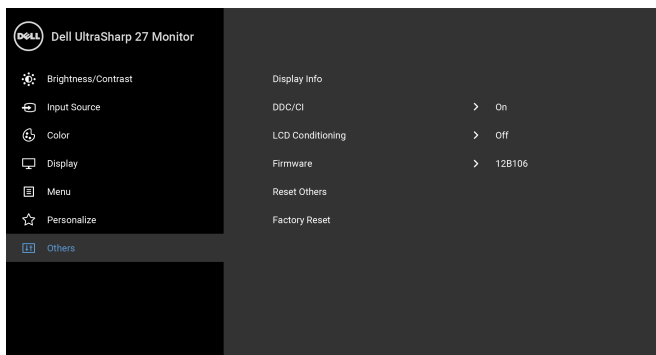 DELL Dell UltraSharp 27 Monitor
Brightness/Contrast
Display Info
Input Source
DDC/CI > On
Color
LCD Conditioning > Off
Display
Firmware > 12B106
Menu
Reset Others
Personalize
Factory Reset
Others